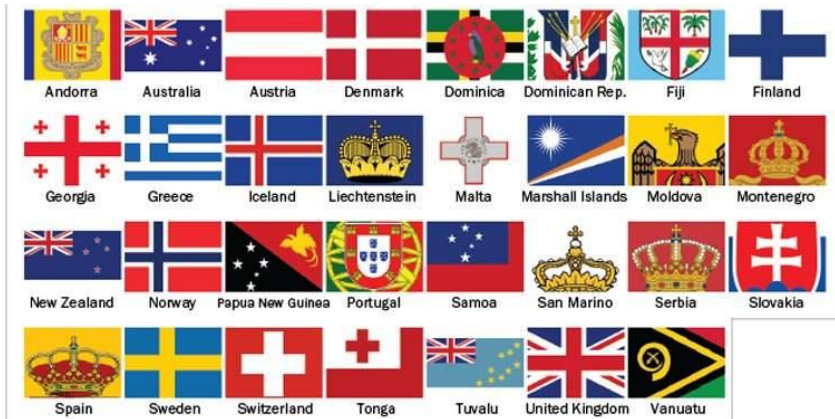 Andorra Australia Austria Denmark Dominica Dominican Rep. Fiji Finland
Georgia Greece Iceland Liechtenstein Malta Marshall Islands Moldova Montenegro
New Zealand Norway Papua New Guinea Portugal Samoa San Marino Serbia Slovakia
Spain Sweden Switzerland Tonga Tuvalu United Kingdom Vanuatu